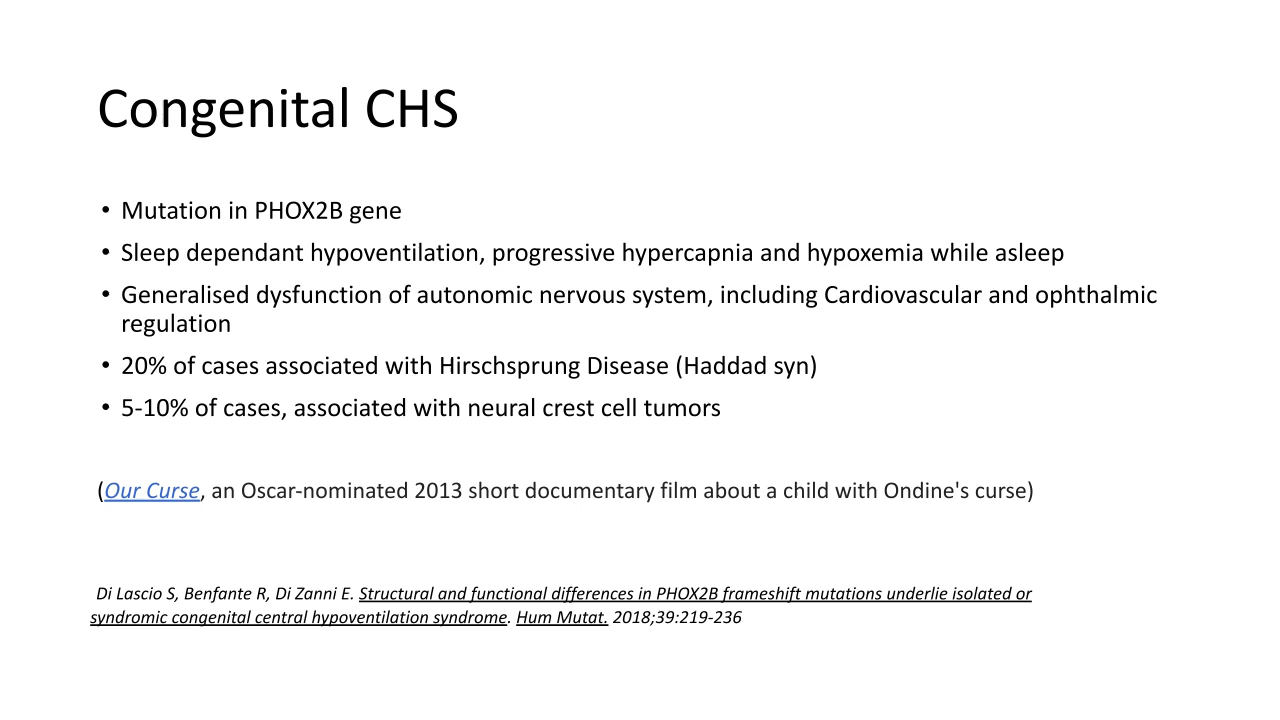 Congenital CHS
• Mutation in PHOX2B gene
• Sleep dependant hypoventilation, progressive hypercapnia and hypoxemia while asleep
• Generalised dysfunction of autonomic nervous system, including Cardiovascular and ophthalmic
regulation
• 20% of cases associated with Hirschsprung Disease (Haddad syn)
• 5-10% of cases, associated with neural crest cell tumors
(Our Curse, an Oscar-nominated 2013 short documentary film about a child with Ondine's curse)
Di Lascio S, Benfante R, Di Zanni E. Structural and functional differences in PHOX2B frameshift mutations underlie isolated or
syndromic congenital central hypoventilation syndrome. Hum Mutat. 2018;39:219-236